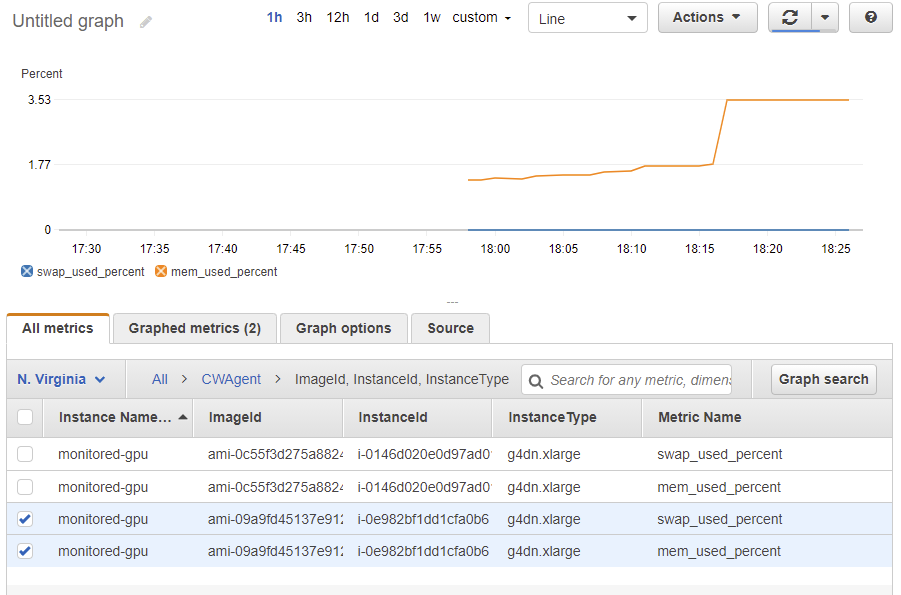 Untitled graph 1h 3h 12h 1d 3d 1w custom Line Actions
Percent
3.53
1.77
0
17:30 17:35 17:40 17:45 17:50 17:55 18:00 18:05 18:10 18:15 18:20 18:25
swap_used_percent mem_used_percent
All metrics Graphed metrics (2) Graph options Source
N. Virginia All > CWAgent > ImageId, InstanceId, InstanceType Search for any metric, dimens Graph search
Instance Name... ImageId InstanceId InstanceType Metric Name
monitored-gpu ami-0c55f3d275a8824 i-0146d020e0d97ad0 g4dn.xlarge swap_used_percent
monitored-gpu ami-0c55f3d275a8824 i-0146d020e0d97ad0 g4dn.xlarge mem_used_percent
monitored-gpu ami-09a9fd45137e912 i-0e982bf1dd1cfa0b6 g4dn.xlarge swap_used_percent
monitored-gpu ami-09a9fd45137e912 i-0e982bf1dd1cfa0b6 g4dn.xlarge mem_used_percent